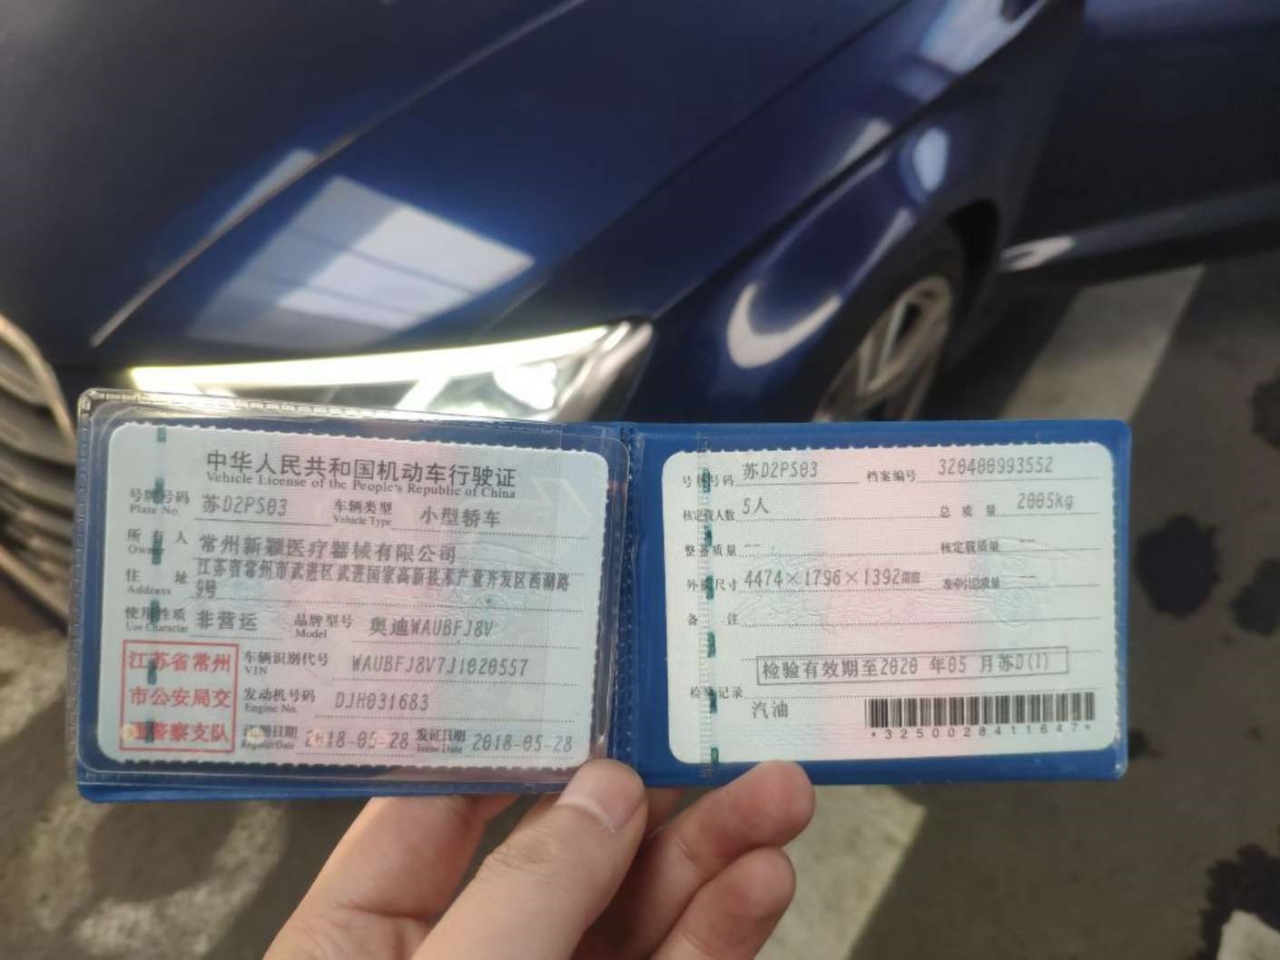 中华人民共和国机动车行驶证
Vehicle License of the People's Republic of China
号牌号码 苏D2PS03 车辆类型 小型轿车
Plate No. Vehicle Type
所有人 常州新颖医疗器械有限公司
Owner
住址 江苏省常州市武进区武进国家高新技术产业开发区西湖路
Address 9号
使用性质 非营运 品牌型号 奥迪WAUBFJ8V
Use Character Model
江苏省常州
市公安局交
警察支队
车辆识别代号 WAUBFJ8V7J1020557
VIN
发动机号码 DJH031683
Engine No.
注册日期 2018-05-28 发证日期 2018-05-28
Register Date Issue Date
号牌号码 苏D2PS03 档案编号 320400993552
核定载人数 5人 总质量 2005kg
整备质量 -- 核定载质量 --
外廓尺寸 4474×1796×1392mm 准牵引总质量 --
备注
检验有效期至2020 年05 月苏D(1)
检验记录
汽油
*3250028411647*